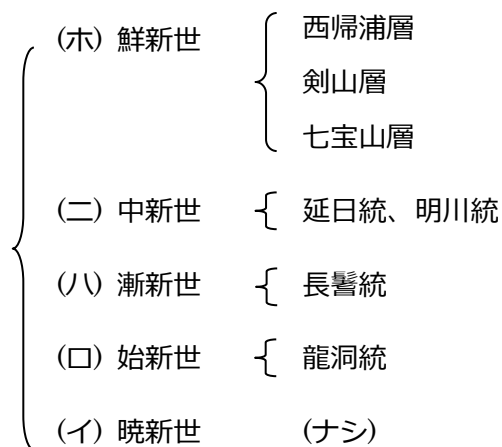 (ホ) 鮮新世
西帰浦層
剣山層
七宝山層
(ニ) 中新世 延日統、明川統
(ハ) 漸新世 長鬐統
(ロ) 始新世 龍洞統
(イ) 暁新世 (ナシ)